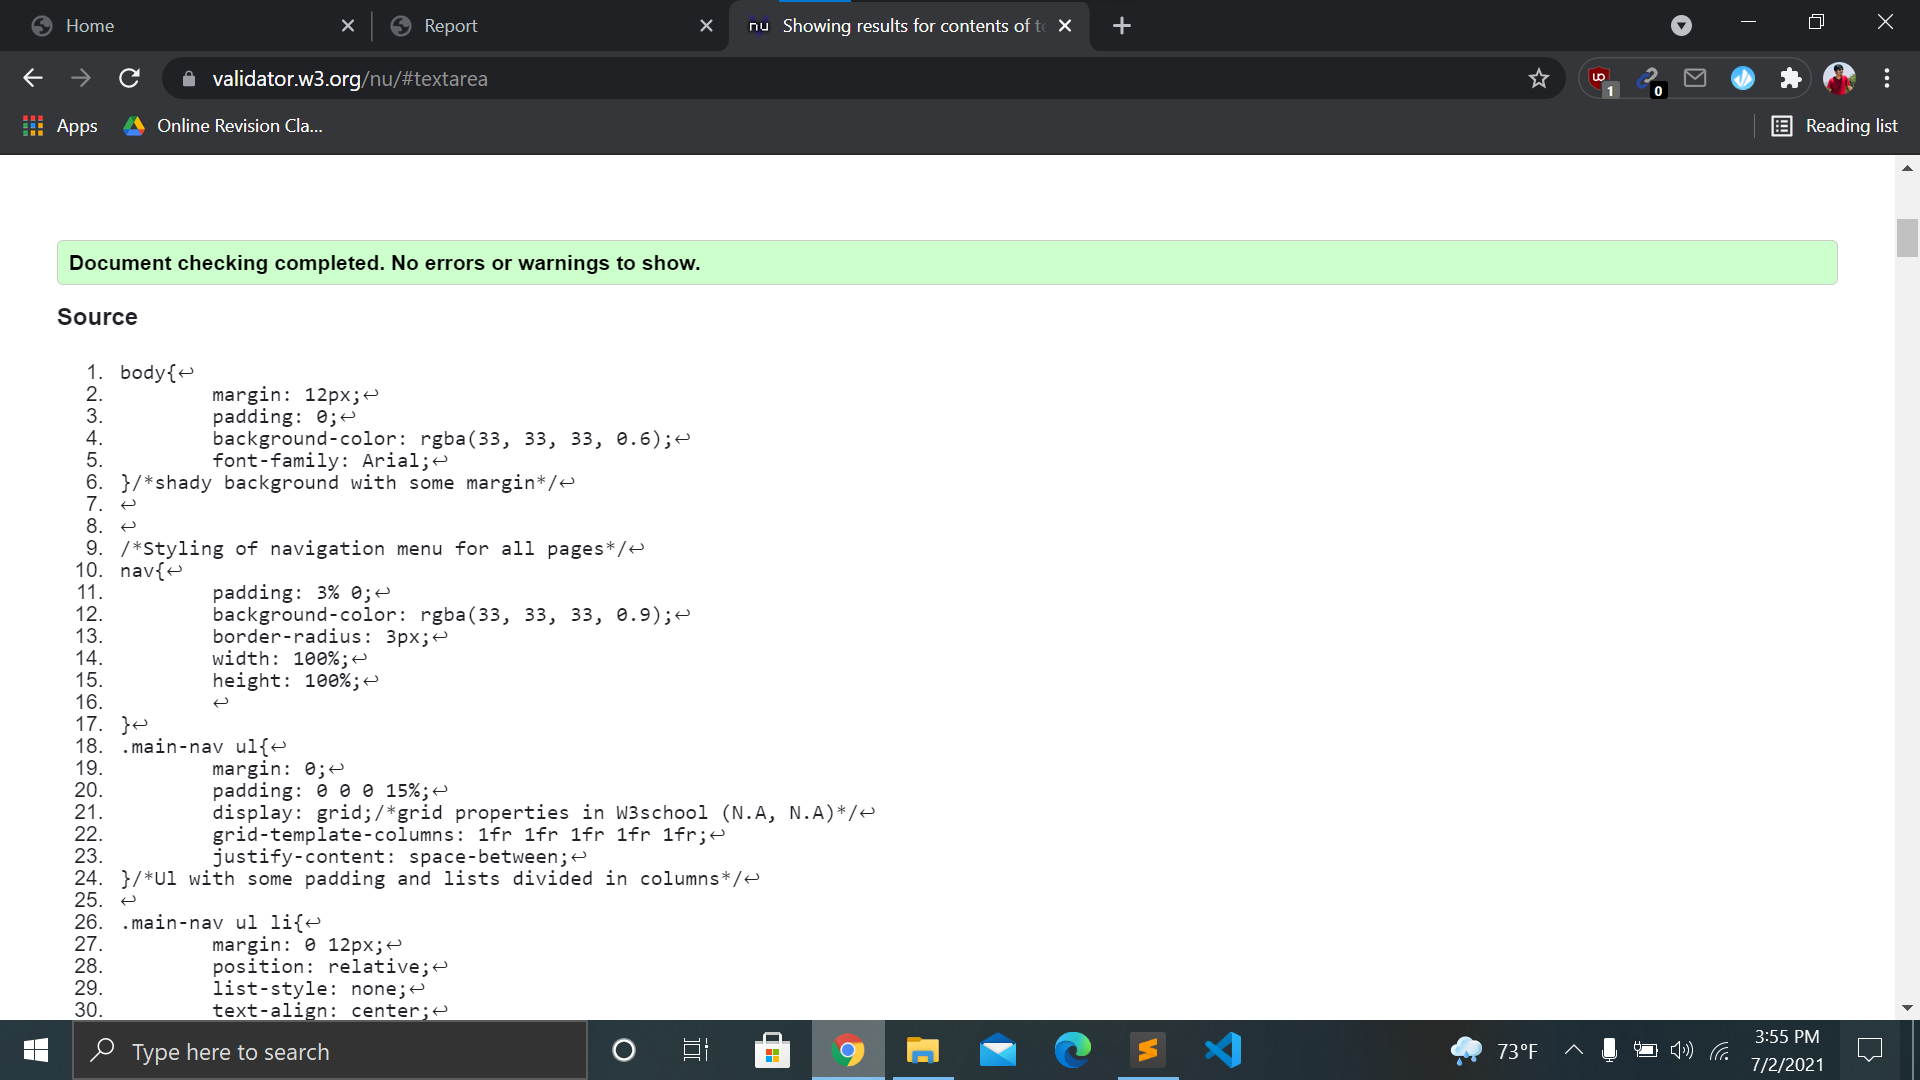 Home
Report
nu Showing results for contents of te
validator.w3.org/nu/#textarea
1
0
Apps
Online Revision Cla...
Reading list
Document checking completed. No errors or warnings to show.
Source
1. body{↩
2. margin: 12px;↩
3. padding: 0;↩
4. background-color: rgba(33, 33, 33, 0.6);↩
5. font-family: Arial;↩
6. }/*shady background with some margin*/↩
7. ↩
8. ↩
9. /*Styling of navigation menu for all pages*/↩
10. nav{↩
11. padding: 3% 0;↩
12. background-color: rgba(33, 33, 33, 0.9);↩
13. border-radius: 3px;↩
14. width: 100%;↩
15. height: 100%;↩
16. ↩
17. }↩
18. .main-nav ul{↩
19. margin: 0;↩
20. padding: 0 0 0 15%;↩
21. display: grid;/*grid properties in W3school (N.A, N.A)*/↩
22. grid-template-columns: 1fr 1fr 1fr 1fr 1fr;↩
23. justify-content: space-between;↩
24. }/*Ul with some padding and lists divided in columns*/↩
25. ↩
26. .main-nav ul li{↩
27. margin: 0 12px;↩
28. position: relative;↩
29. list-style: none;↩
30. text-align: center;↩
Type here to search
73°F
3:55 PM
7/2/2021